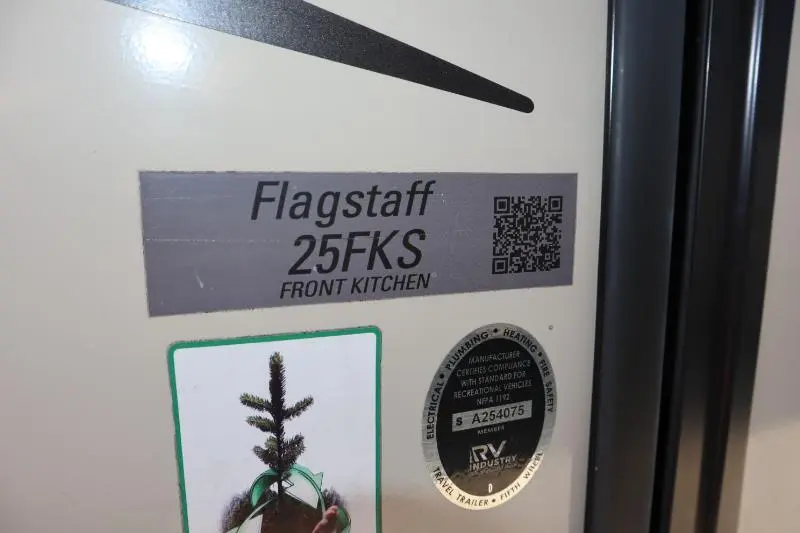 Flagstaff
25FKS
FRONT KITCHEN
ELECTRICAL • PLUMBING • HEATING • FIRE SAFETY
MANUFACTURER
CERTIFIES COMPLIANCE
WITH STANDARD FOR
RECREATIONAL VEHICLES
NFPA 1192
S A254075
MEMBER
RV
INDUSTRY
D
TRAVEL TRAILER • FIFTH WHEEL